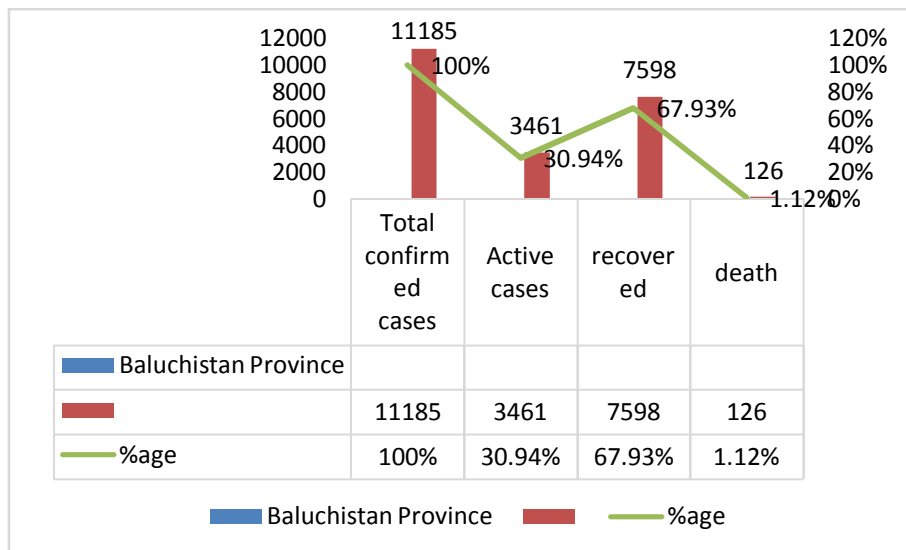 11185
12000 120%
10000 100% 100%
7598
8000 80%
67.93%
6000 3461 60%
4000 30.94% 40%
126
2000 20%
0 1.12% 0%
Total
confirm
ed
cases
Active
cases
recover
ed
death
Baluchistan Province
11185 3461 7598 126
%age 100% 30.94% 67.93% 1.12%
Baluchistan Province %age